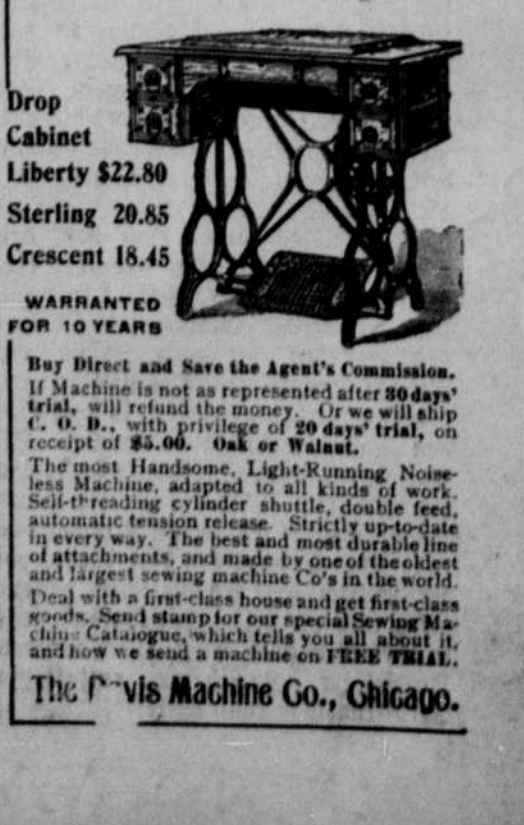 Drop
Cabinet
Liberty $22.80
Sterling 20.85
Crescent 18.45
WARRANTED
FOR 10 YEARS
Buy Direct and Save the Agent's Commission.
If Machine is not as represented after 30 days'
trial, will refund the money. Or we will ship
C. O. D., with privilege of 20 days' trial, on
receipt of $5.00. Oak or Walnut.
The most Handsome, Light-Running Noise-
less Machine, adapted to all kinds of work.
Self-threading cylinder shuttle, double feed,
automatic tension release. Strictly up-to-date
in every way. The best and most durable line
of attachments, and made by one of the oldest
and largest sewing machine Co's in the world.
Deal with a first-class house and get first-class
goods. Send stamp for our special Sewing Ma-
chine Catalogue, which tells you all about it,
and how we send a machine on FREE TRIAL.
The Davis Machine Co., Chicago.